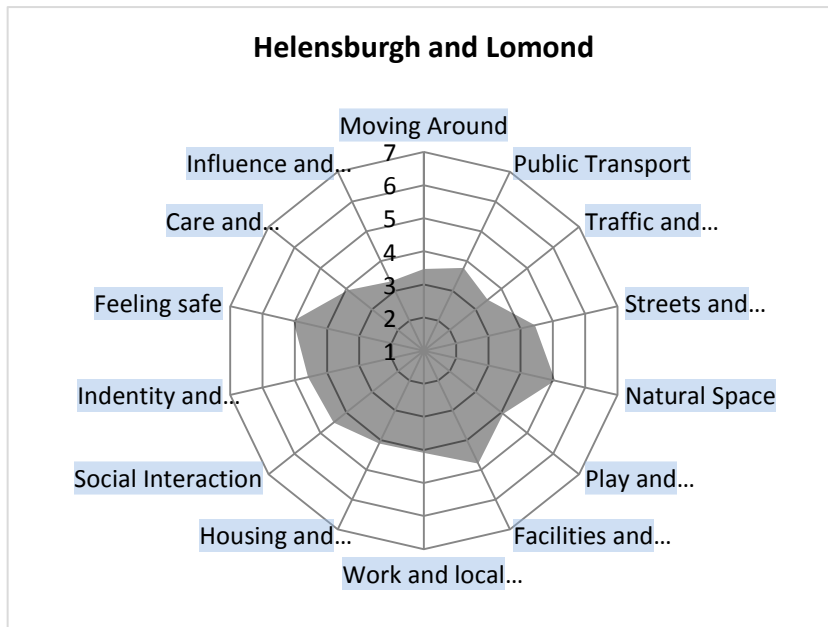 Helensburgh and Lomond
Moving Around
Public Transport
Traffic and...
Streets and...
Natural Space
Play and...
Facilities and...
Work and local...
Housing and...
Social Interaction
Indentity and...
Feeling safe
Care and...
Influence and...
7
6
5
4
3
2
1